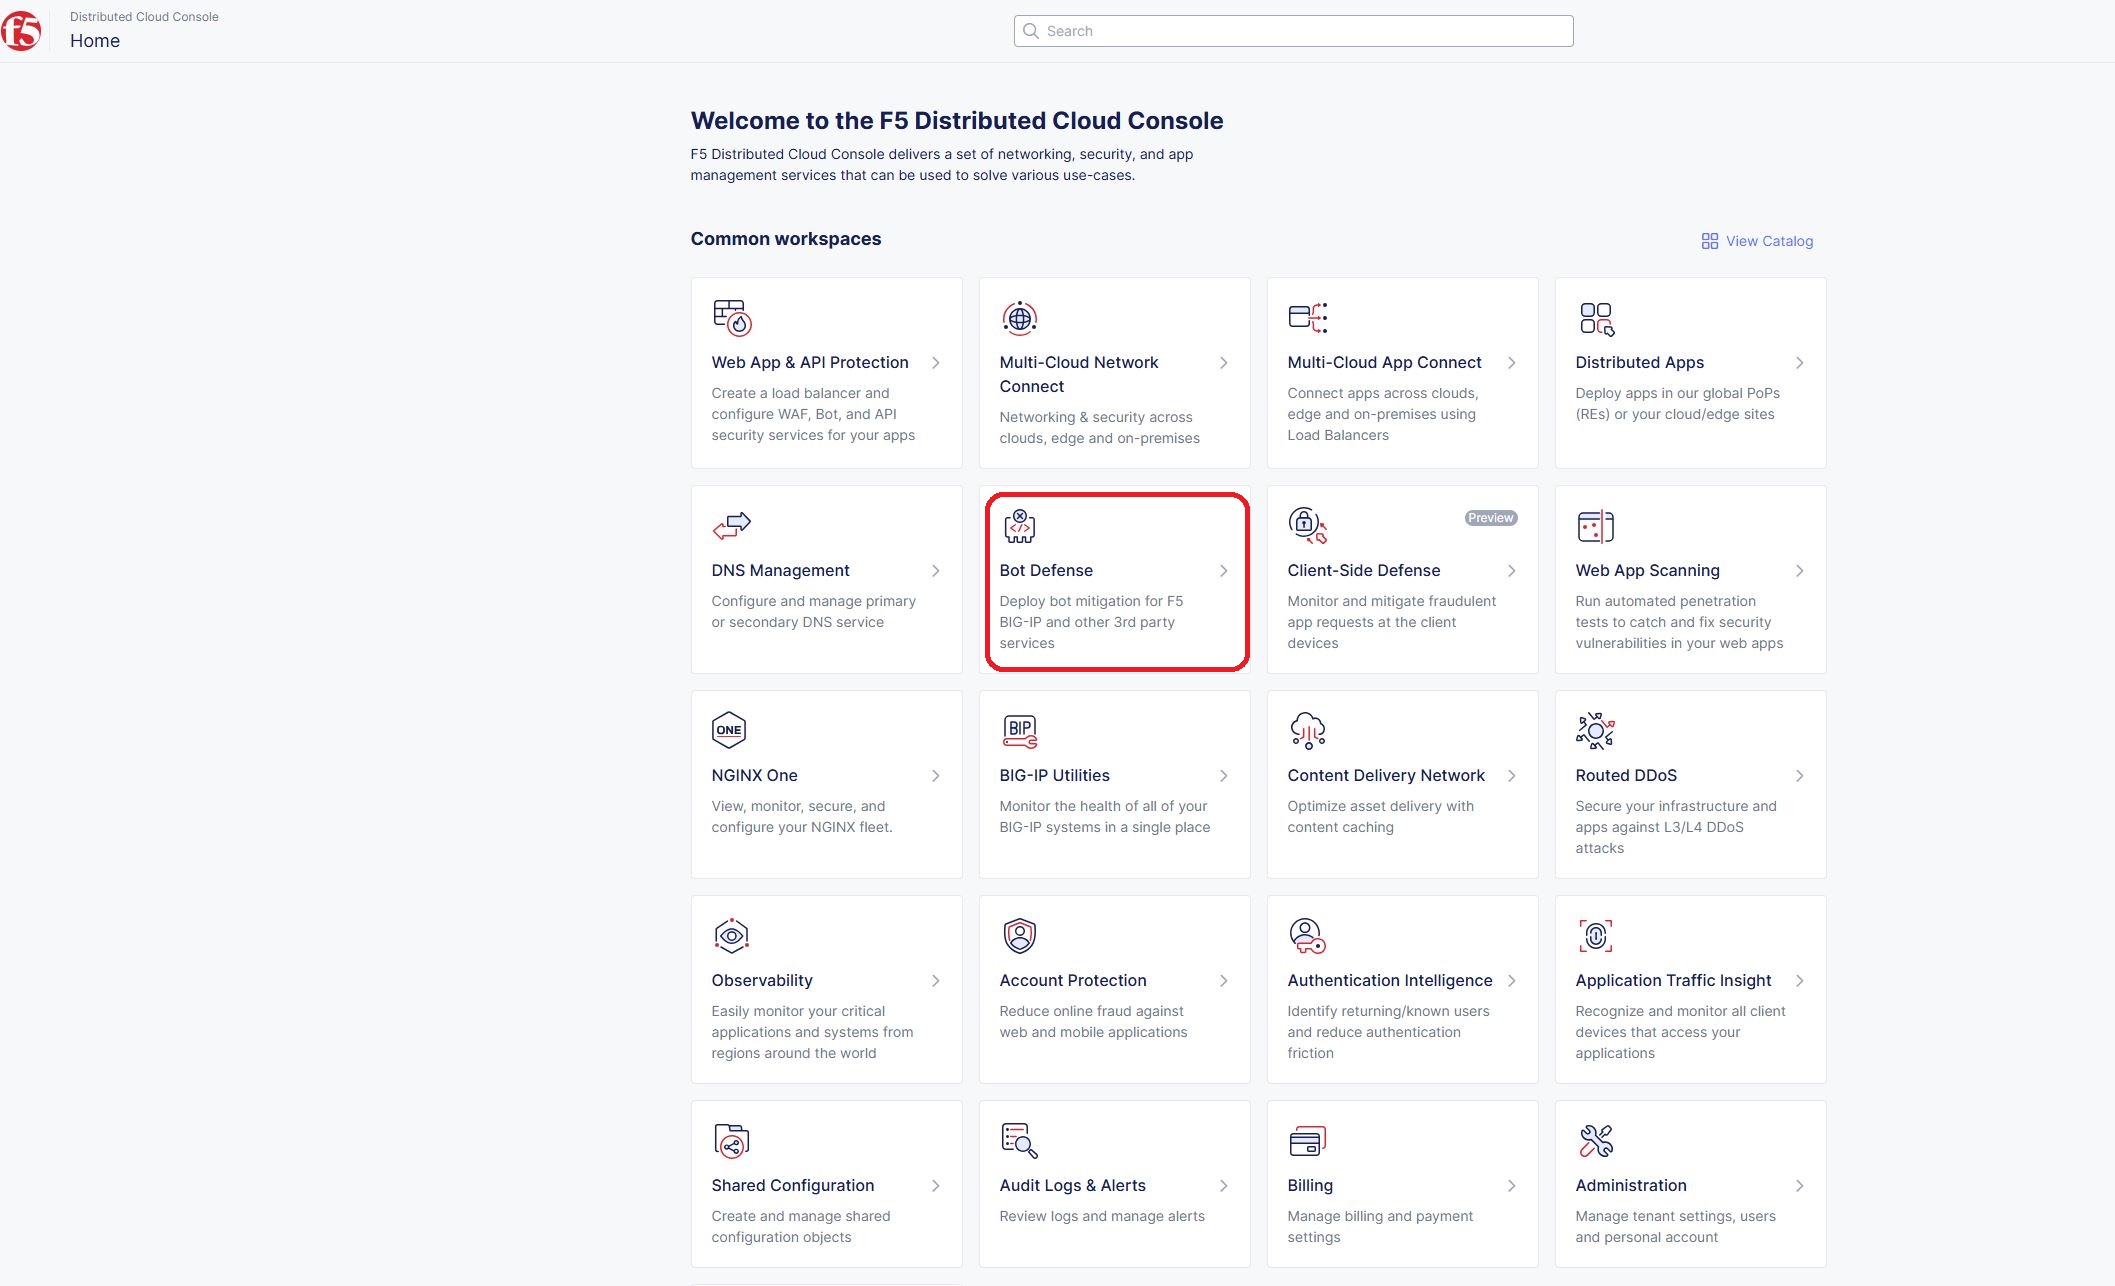 f5
Distributed Cloud Console
Home
Search
Welcome to the F5 Distributed Cloud Console
F5 Distributed Cloud Console delivers a set of networking, security, and app
management services that can be used to solve various use-cases.
Common workspaces
View Catalog
Web App & API Protection
Create a load balancer and
configure WAF, Bot, and API
security services for your apps
Multi-Cloud Network
Connect
Networking & security across
clouds, edge and on-premises
Multi-Cloud App Connect
Connect apps across clouds,
edge and on-premises using
Load Balancers
Distributed Apps
Deploy apps in our global PoPs
(REs) or your cloud/edge sites
DNS Management
Configure and manage primary
or secondary DNS service
Bot Defense
Deploy bot mitigation for F5
BIG-IP and other 3rd party
services
Preview
Client-Side Defense
Monitor and mitigate fraudulent
app requests at the client
devices
Web App Scanning
Run automated penetration
tests to catch and fix security
vulnerabilities in your web apps
ONE
NGINX One
View, monitor, secure, and
configure your NGINX fleet.
BIP
BIG-IP Utilities
Monitor the health of all of your
BIG-IP systems in a single place
Content Delivery Network
Optimize asset delivery with
content caching
Routed DDoS
Secure your infrastructure and
apps against L3/L4 DDoS
attacks
Observability
Easily monitor your critical
applications and systems from
regions around the world
Account Protection
Reduce online fraud against
web and mobile applications
Authentication Intelligence
Identify returning/known users
and reduce authentication
friction
Application Traffic Insight
Recognize and monitor all client
devices that access your
applications
Shared Configuration
Create and manage shared
configuration objects
Audit Logs & Alerts
Review logs and manage alerts
Billing
Manage billing and payment
settings
Administration
Manage tenant settings, users
and personal account